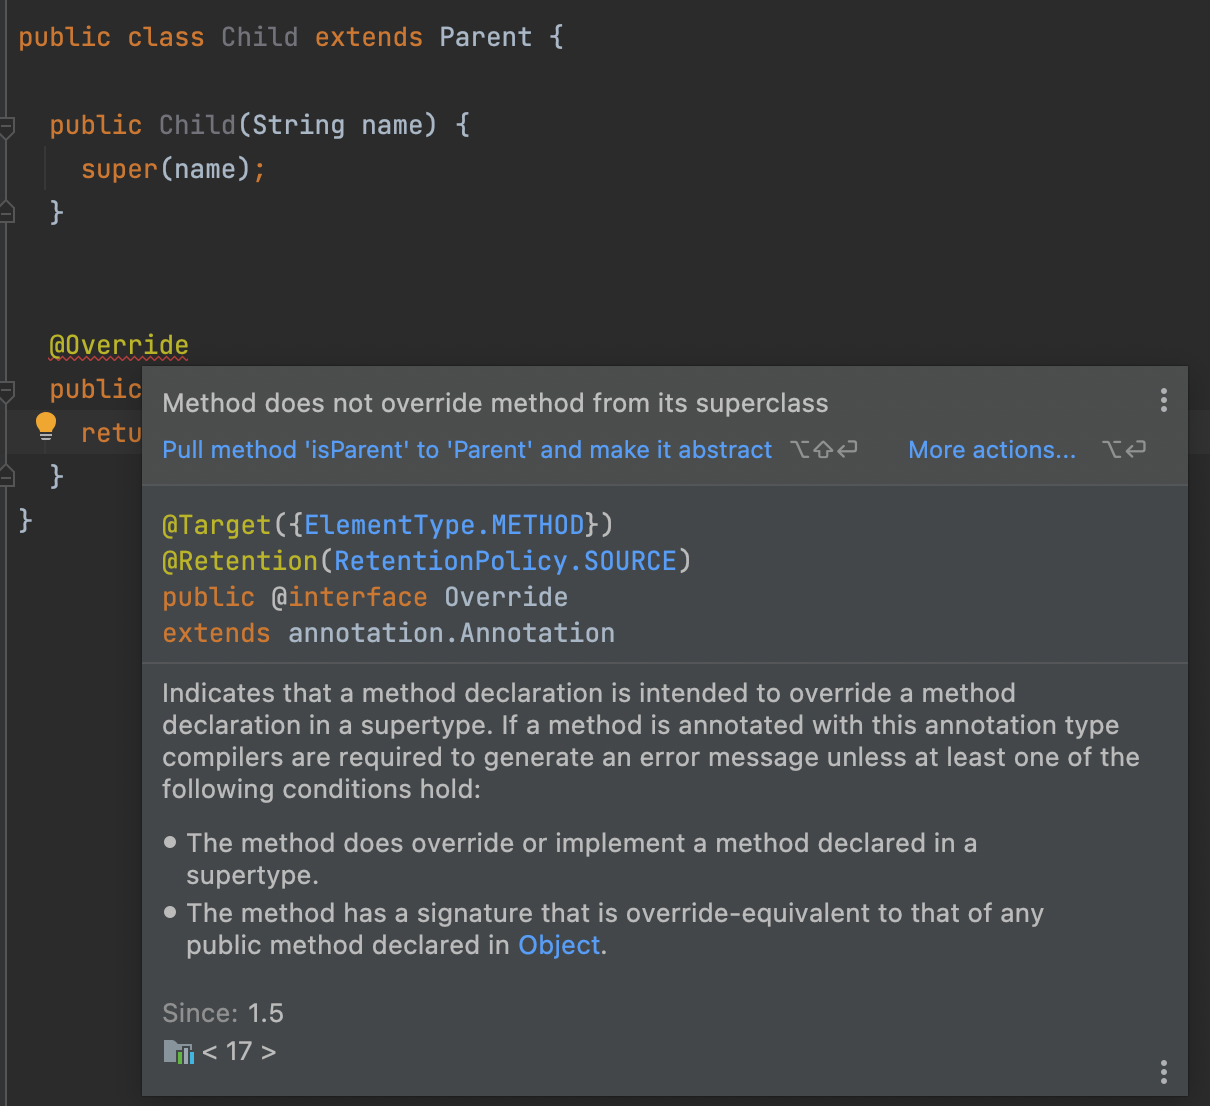 public class Child extends Parent {
public Child(String name) {
super(name);
}
@Override
public
retu
}
}
Method does not override method from its superclass
Pull method 'isParent' to 'Parent' and make it abstract ⌥⇧⏎ More actions... ⌥⏎
@Target({ElementType.METHOD})
@Retention(RetentionPolicy.SOURCE)
public @interface Override
extends annotation.Annotation
Indicates that a method declaration is intended to override a method
declaration in a supertype. If a method is annotated with this annotation type
compilers are required to generate an error message unless at least one of the
following conditions hold:
• The method does override or implement a method declared in a
supertype.
• The method has a signature that is override-equivalent to that of any
public method declared in Object.
Since: 1.5
< 17 >